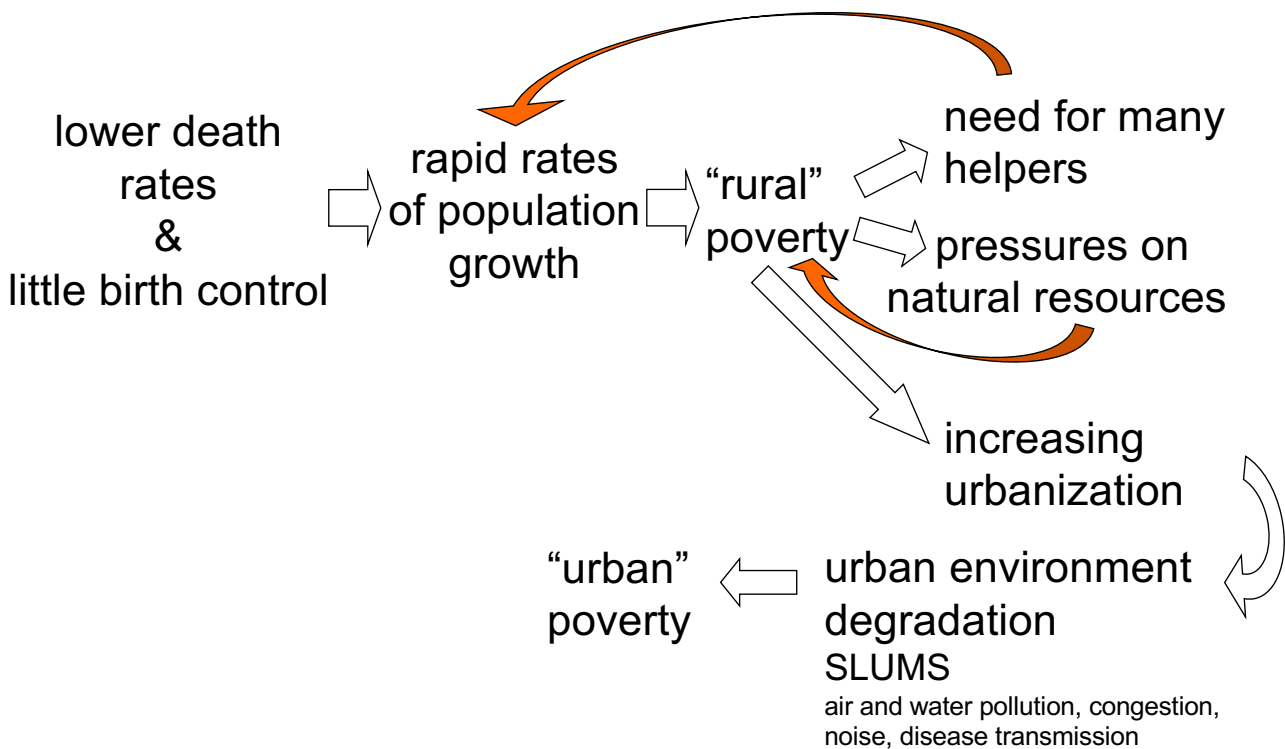 lower death
rates
&
little birth control
rapid rates
of population
growth
“rural”
poverty
need for many
helpers
pressures on
natural resources
increasing
urbanization
urban environment
degradation
SLUMS
air and water pollution, congestion,
noise, disease transmission
“urban”
poverty